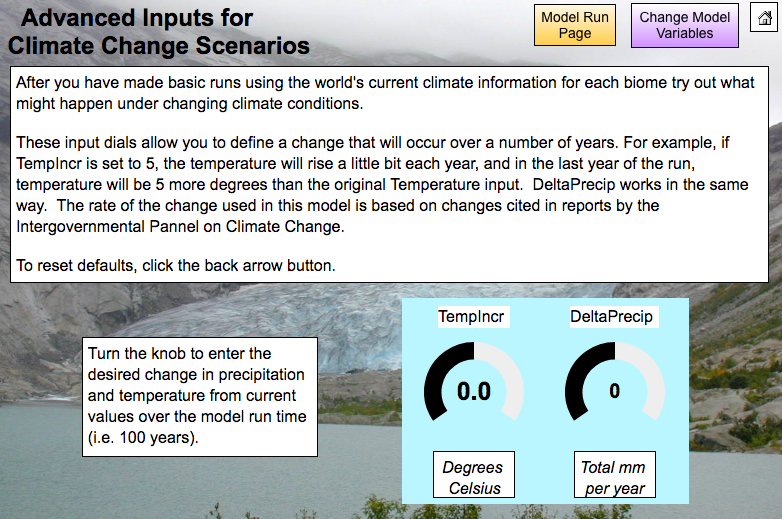 Advanced Inputs for
Climate Change Scenarios
Model Run
Page
Change Model
Variables
After you have made basic runs using the world's current climate information for each biome try out what
might happen under changing climate conditions.
These input dials allow you to define a change that will occur over a number of years. For example, if
TempIncr is set to 5, the temperature will rise a little bit each year, and in the last year of the run,
temperature will be 5 more degrees than the original Temperature input.  DeltaPrecip works in the same
way.  The rate of the change used in this model is based on changes cited in reports by the
Intergovernmental Pannel on Climate Change.
To reset defaults, click the back arrow button.
Turn the knob to enter the
desired change in precipitation
and temperature from current
values over the model run time
(i.e. 100 years).
TempIncr
DeltaPrecip
0.0
0
Degrees
Celsius
Total mm
per year